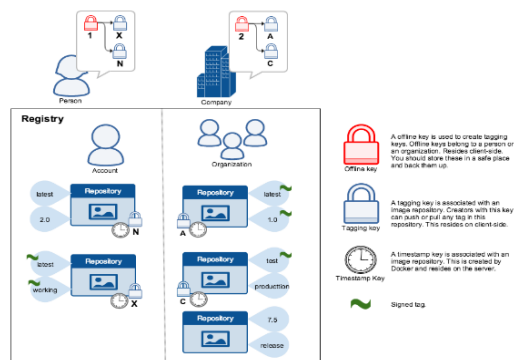 1
X
N
2
A
C
Person
Company
Registry
Account
Organization
latest
Repository
2.0
N
Repository
latest
1.0
A
latest
Repository
working
X
Repository
test
production
C
Repository
7.5
release
A offline key is used to create tagging
keys. Offline keys belong to a person or
an organization. Resides client-side.
You should store these in a safe place
and back them up.
Offline key
A tagging key is associated with an
image repository. Creators with this key
can push or pull any tag in this
repository. This resides on client-side.
Tagging key
A timestamp key is associated with an
image repository. This is created by
Docker and resides on the server.
Timestamp Key
Signed tag.